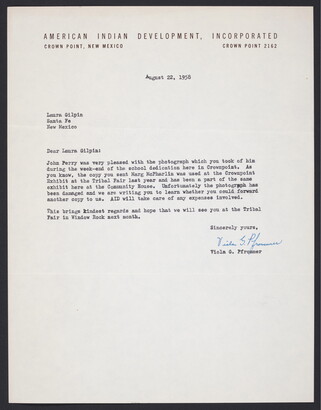 AMERICAN INDIAN DEVELOPMENT, INCORPORATED
CROWN POINT, NEW MEXICO CROWN POINT 2162
August 22, 1958
Laura Gilpin
Santa Fe
New Mexico
Dear Laura Gilpin:
John Perry was very pleased with the photograph which you took of him
during the week-end of the school dedication here in Crownpoint. As
you know, the copy you sent Marg McPharlin was used at the Crownpoint
Exhibit at the Tribal Fair last year and has been a part of the same
exhibit here at the Community House. Unfortunately the photograph has
been damaged and we are writing you to learn whether you could forward
another copy to us. AID will take care of any expenses involved.
This brings kindest regards and hope that we will see you at the Tribal
Fair in Window Rock next month.
Sincerely yours,
Viola G. Pfrommer
Viola G. Pfrommer